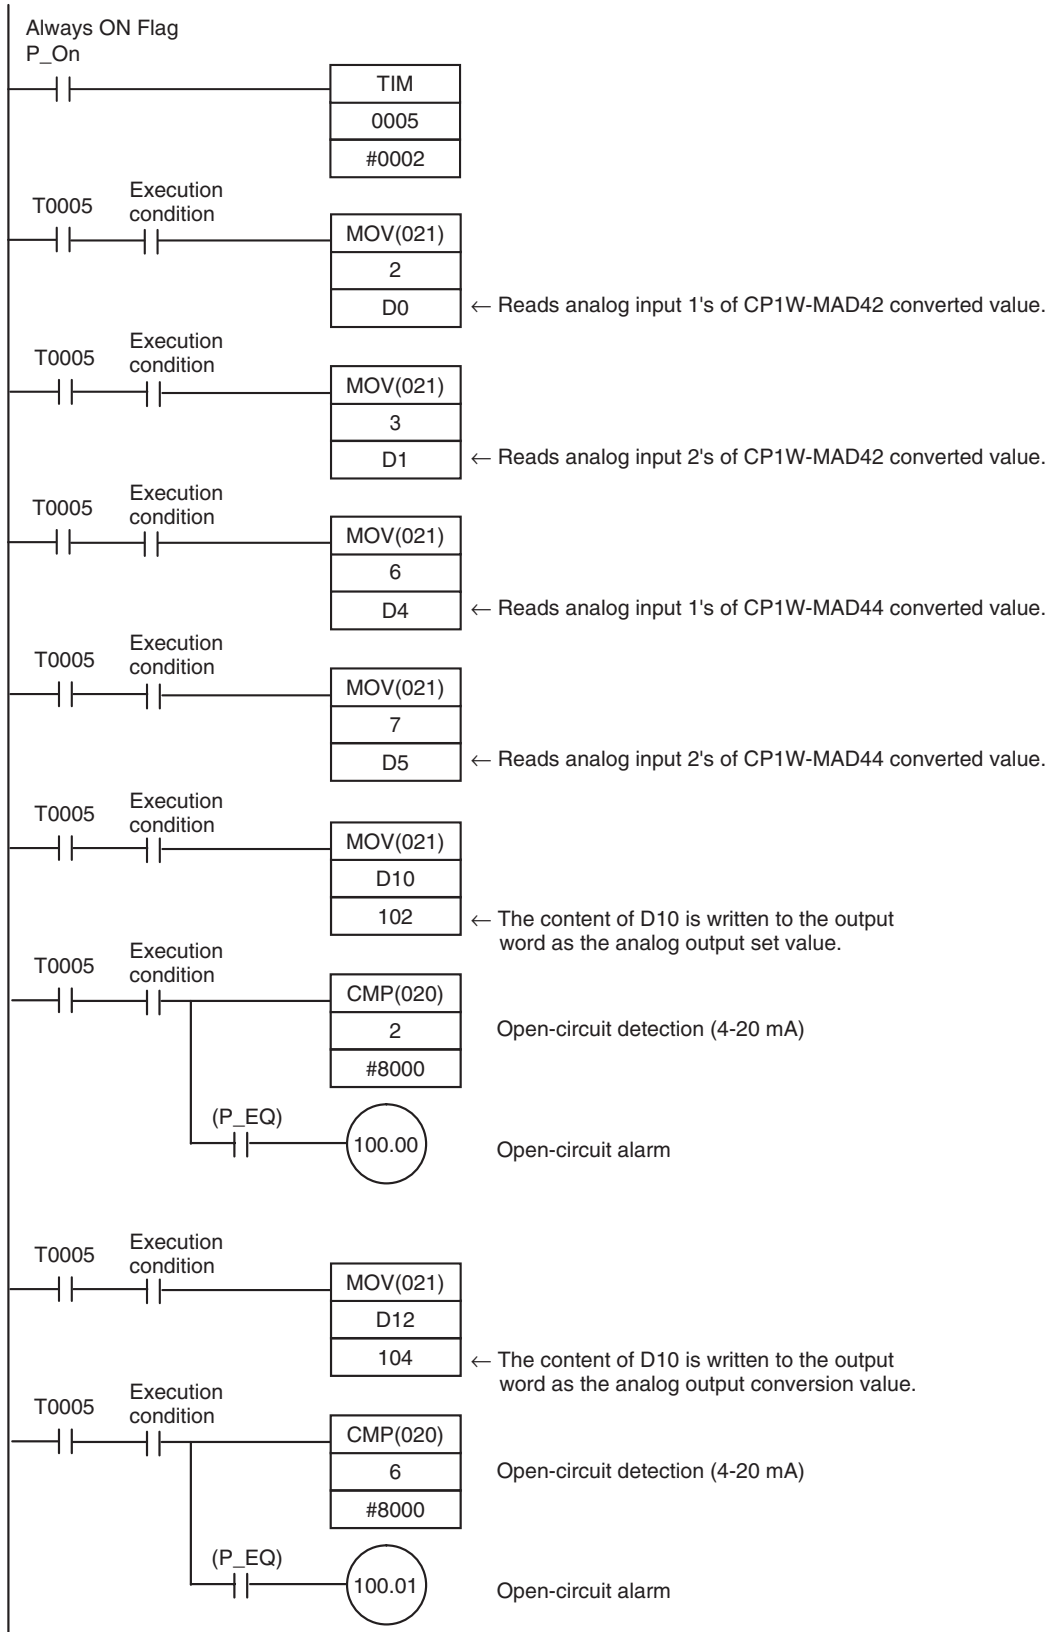 Always ON Flag
P_On
TIM
0005
#0002
T0005
Execution
condition
MOV(021)
2
D0
← Reads analog input 1's of CP1W-MAD42 converted value.
T0005
Execution
condition
MOV(021)
3
D1
← Reads analog input 2's of CP1W-MAD42 converted value.
T0005
Execution
condition
MOV(021)
6
D4
← Reads analog input 1's of CP1W-MAD44 converted value.
T0005
Execution
condition
MOV(021)
7
D5
← Reads analog input 2's of CP1W-MAD44 converted value.
T0005
Execution
condition
MOV(021)
D10
102
← The content of D10 is written to the output
word as the analog output set value.
T0005
Execution
condition
CMP(020)
2
#8000
Open-circuit detection (4-20 mA)
(P_EQ)
100.00
Open-circuit alarm
T0005
Execution
condition
MOV(021)
D12
104
← The content of D10 is written to the output
word as the analog output conversion value.
T0005
Execution
condition
CMP(020)
6
#8000
Open-circuit detection (4-20 mA)
(P_EQ)
100.01
Open-circuit alarm